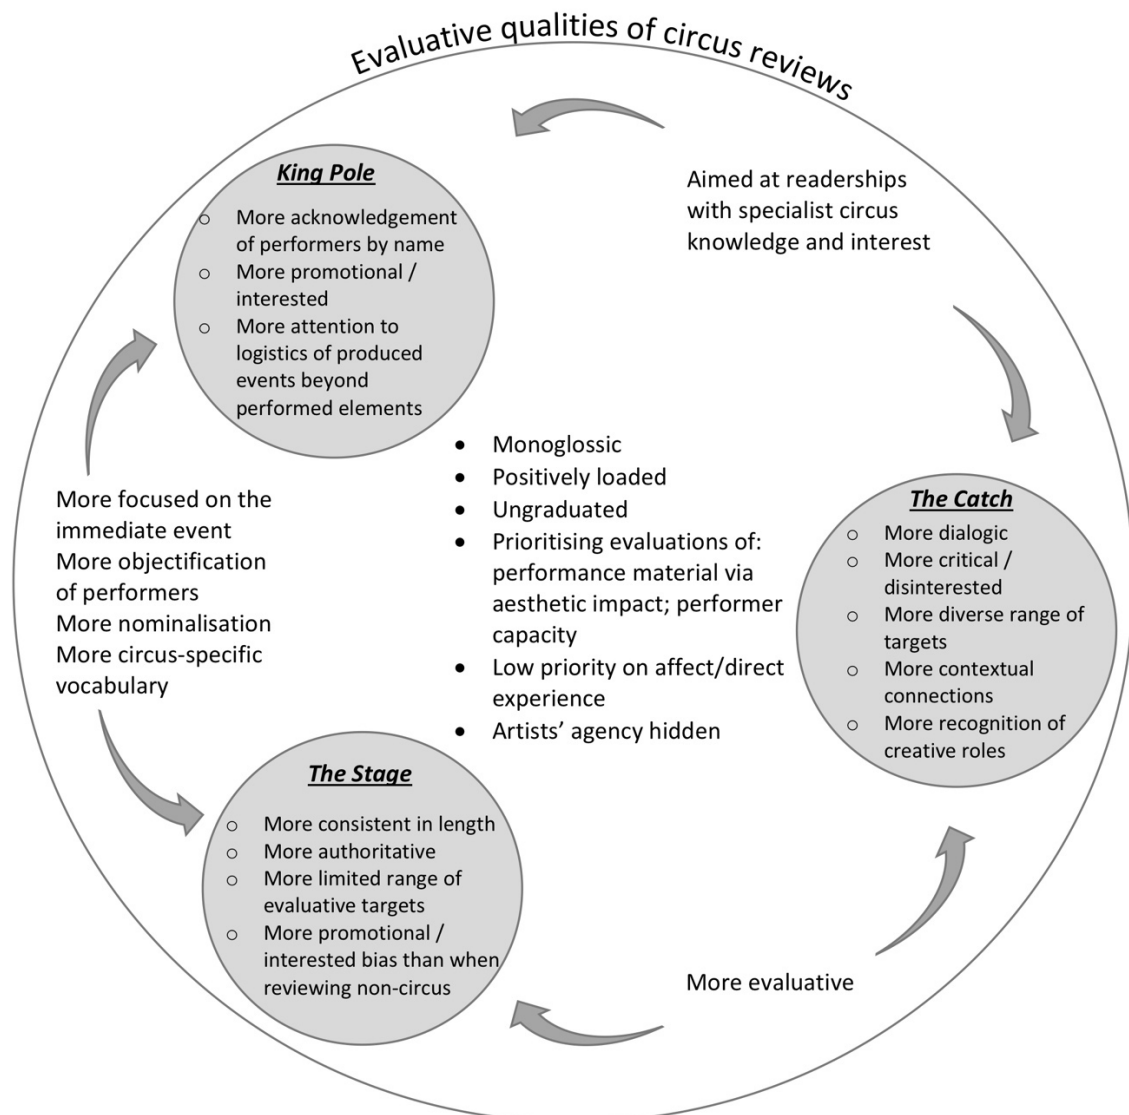 Evaluative qualities of circus reviews
King Pole
o More acknowledgement
of performers by name
o More promotional /
interested
o More attention to
logistics of produced
events beyond
performed elements
Aimed at readerships
with specialist circus
knowledge and interest
More focused on the
immediate event
More objectification
of performers
More nominalisation
More circus-specific
vocabulary
• Monoglossic
• Positively loaded
• Ungraduated
• Prioritising evaluations of:
performance material via
aesthetic impact; performer
capacity
• Low priority on affect/direct
experience
• Artists’ agency hidden
The Catch
o More dialogic
o More critical /
disinterested
o More diverse range of
targets
o More contextual
connections
o More recognition of
creative roles
The Stage
o More consistent in length
o More authoritative
o More limited range of
evaluative targets
o More promotional /
interested bias than when
reviewing non-circus
More evaluative